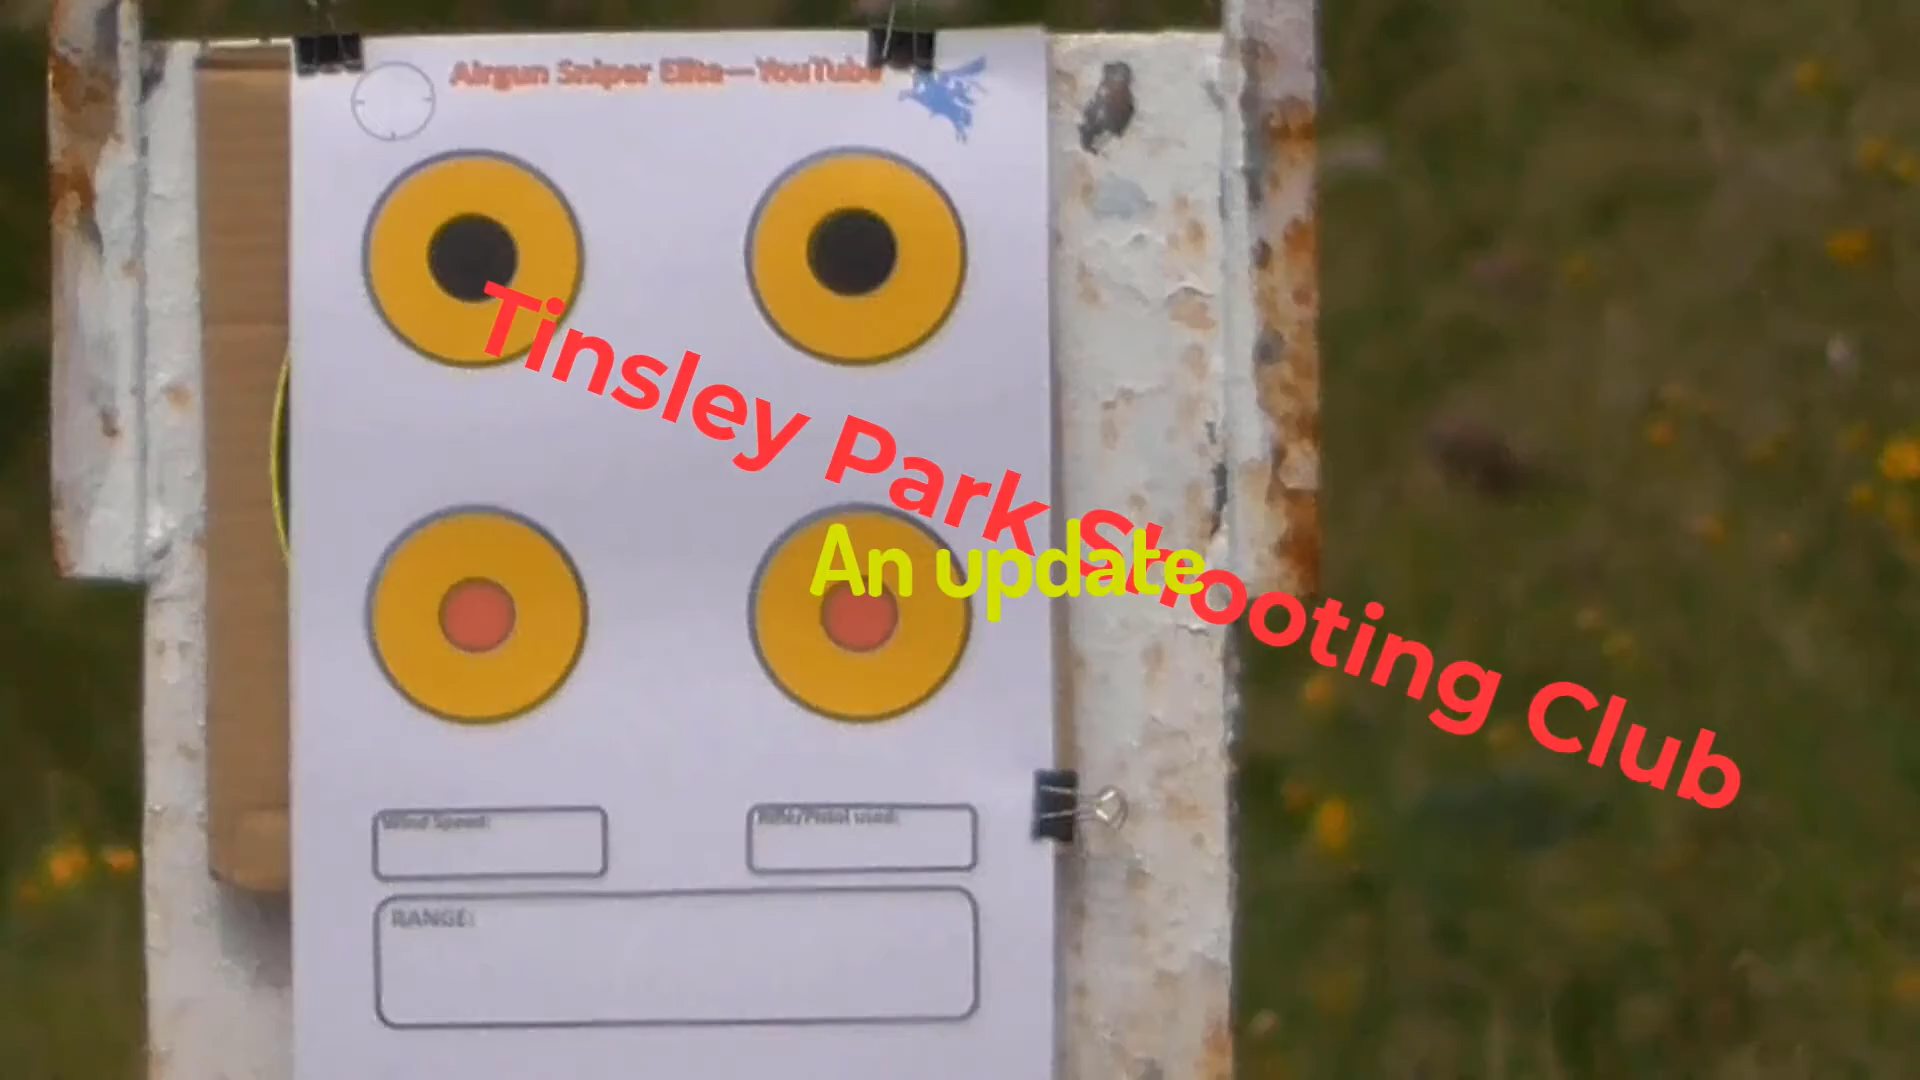 Airgun Sniper Elite—YouTube
Tinsley Park Shooting Club
An update
Wind Speed:
Rifle/Pistol used:
RANGE: